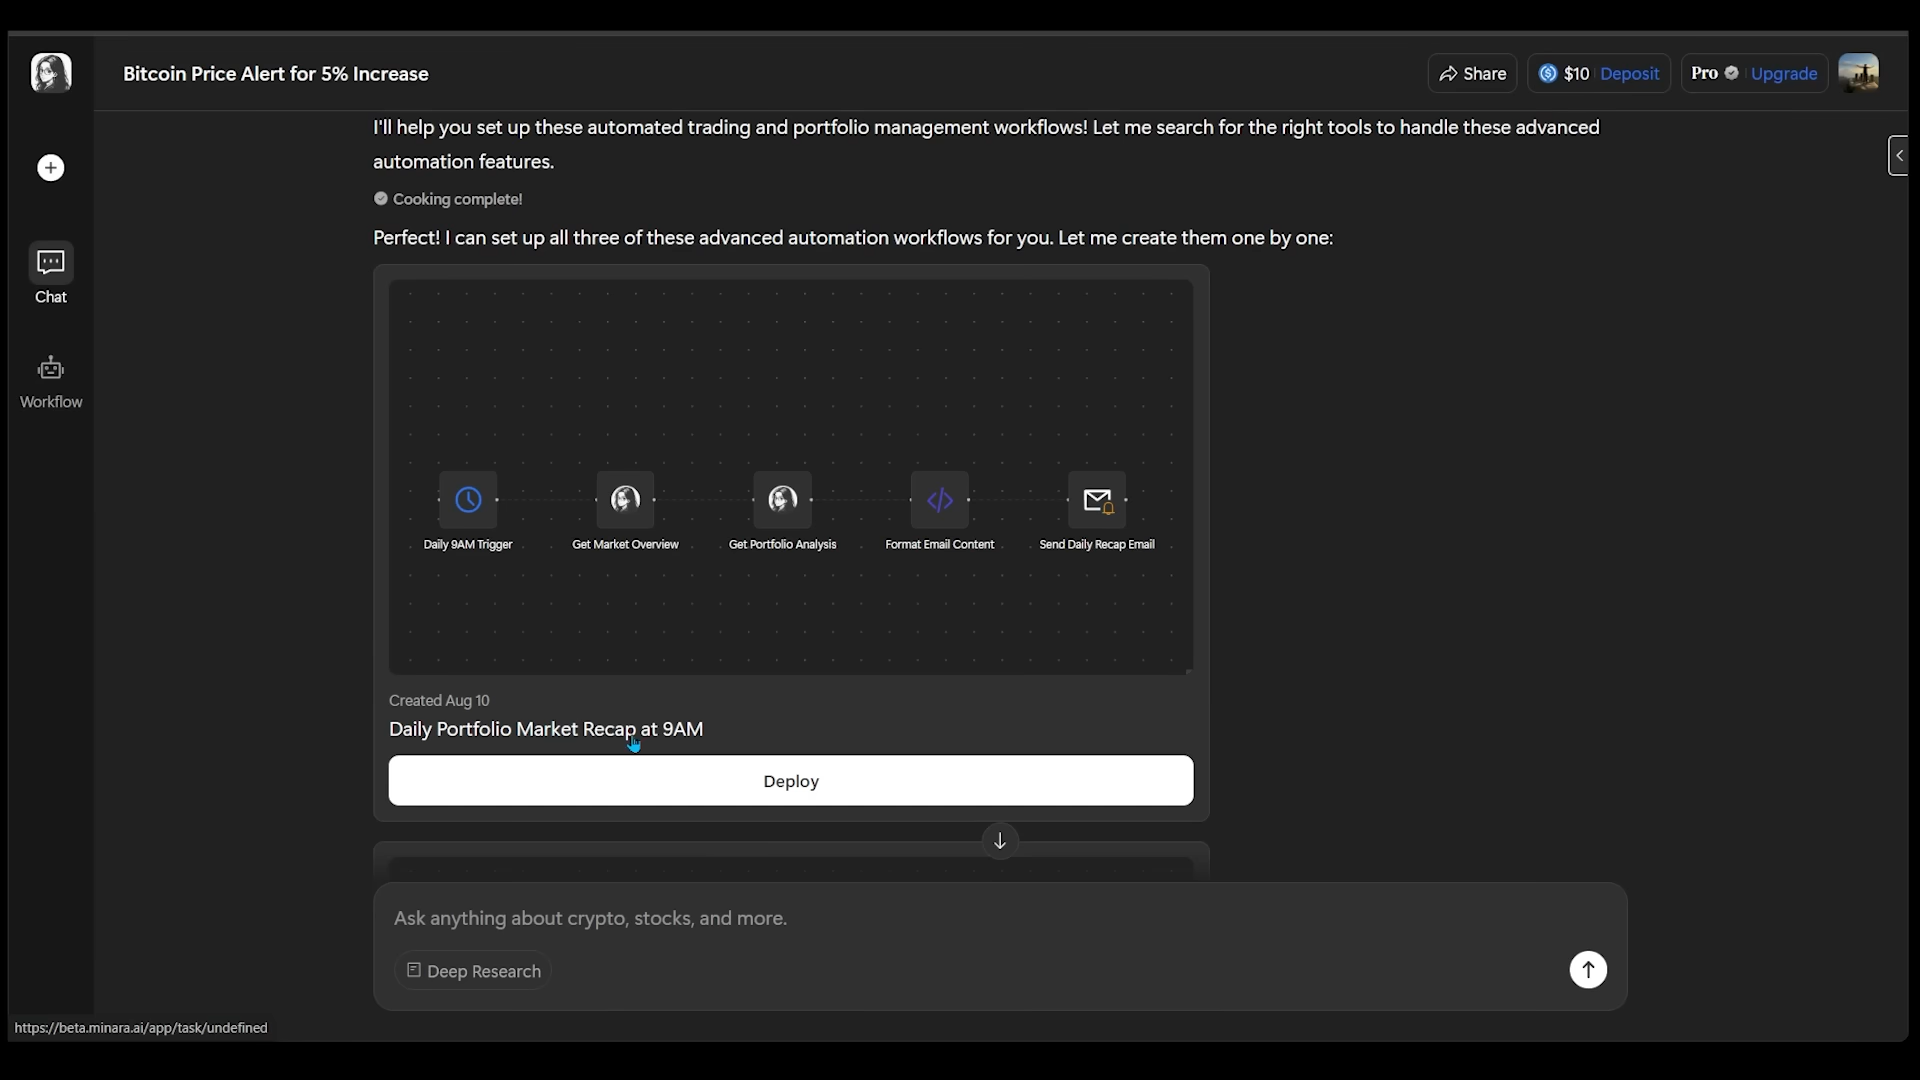 Bitcoin Price Alert for 5% Increase
Share
$10 Deposit
Pro Upgrade
I'll help you set up these automated trading and portfolio management workflows! Let me search for the right tools to handle these advanced
automation features.
Cooking complete!
Perfect! I can set up all three of these advanced automation workflows for you. Let me create them one by one:
Chat
Workflow
Daily 9AM Trigger
Get Market Overview
Get Portfolio Analysis
Format Email Content
Send Daily Recap Email
Created Aug 10
Daily Portfolio Market Recap at 9AM
Deploy
Ask anything about crypto, stocks, and more.
Deep Research
https://beta.minara.ai/app/task/undefined